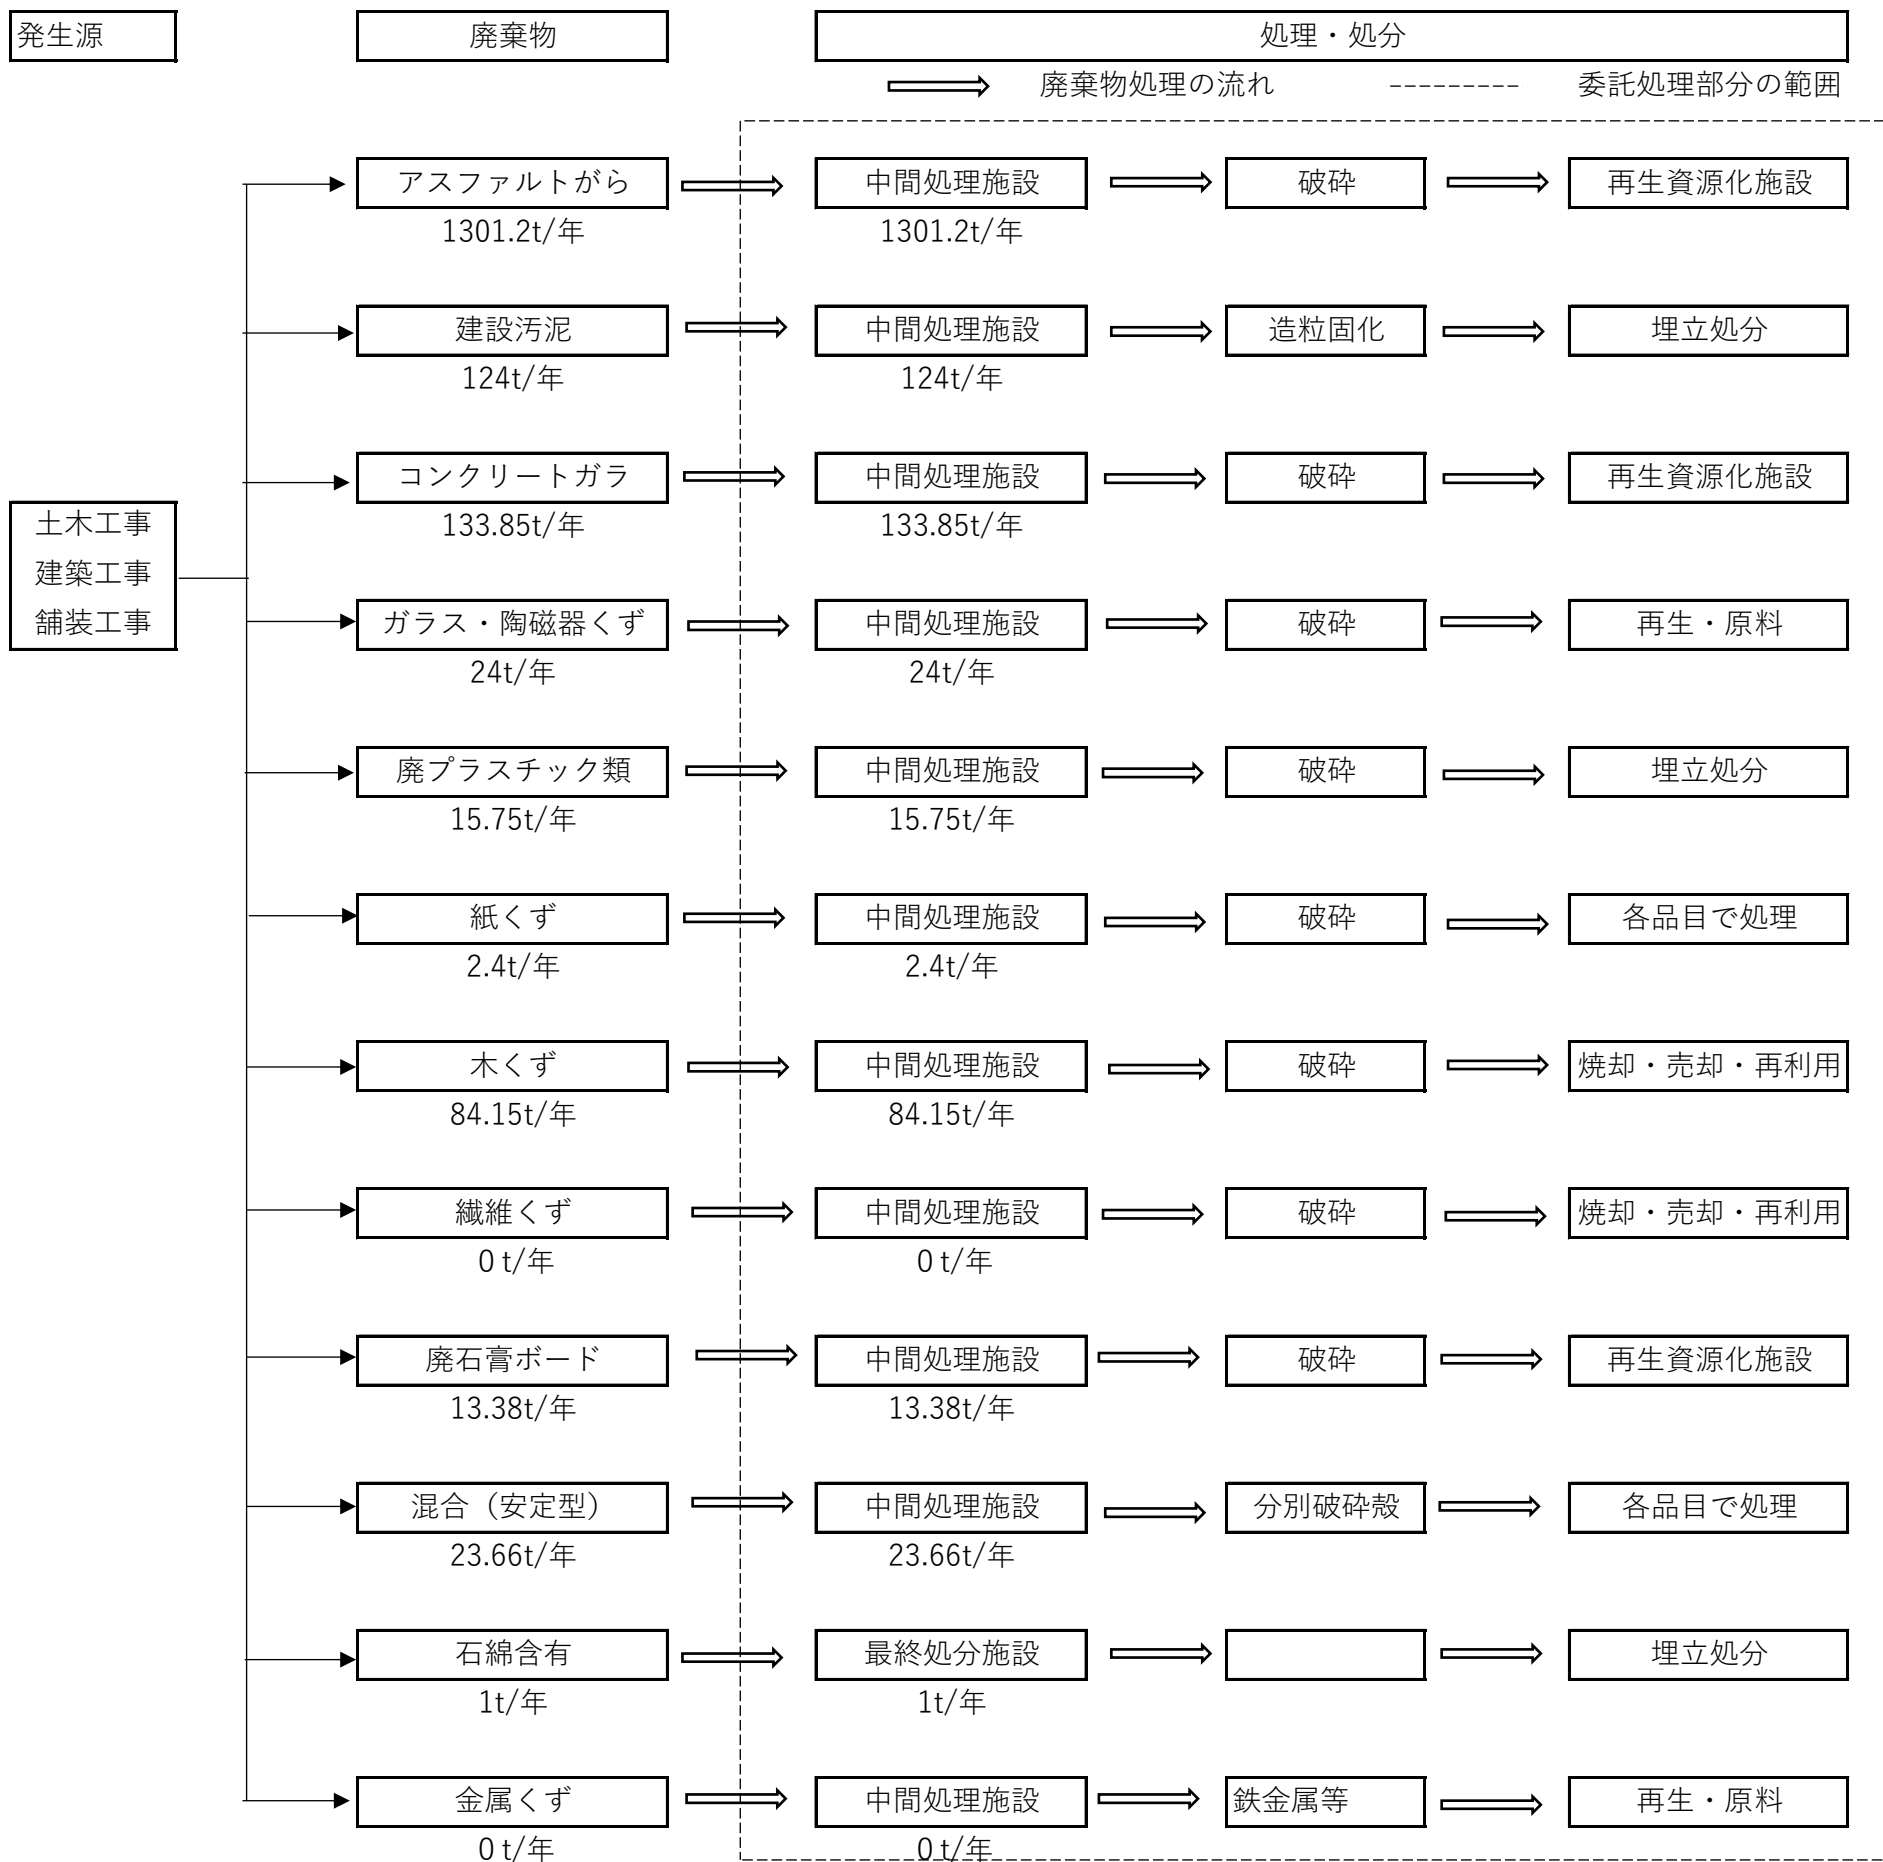 発生源 廃棄物 処理・処分
廃棄物処理の流れ 委託処理部分の範囲
アスファルトがら 中間処理施設 破砕 再生資源化施設
1301.2t/年 1301.2t/年
建設汚泥 中間処理施設 造粒固化 埋立処分
124t/年 124t/年
コンクリートガラ 中間処理施設 破砕 再生資源化施設
133.85t/年 133.85t/年
土木工事
建築工事
舗装工事
ガラス・陶磁器くず 中間処理施設 破砕 再生・原料
24t/年 24t/年
廃プラスチック類 中間処理施設 破砕 埋立処分
15.75t/年 15.75t/年
紙くず 中間処理施設 破砕 各品目で処理
2.4t/年 2.4t/年
木くず 中間処理施設 破砕 焼却・売却・再利用
84.15t/年 84.15t/年
繊維くず 中間処理施設 破砕 焼却・売却・再利用
0 t/年 0 t/年
廃石膏ボード 中間処理施設 破砕 再生資源化施設
13.38t/年 13.38t/年
混合（安定型） 中間処理施設 分別破砕殻 各品目で処理
23.66t/年 23.66t/年
石綿含有 最終処分施設 埋立処分
1t/年 1t/年
金属くず 中間処理施設 鉄金属等 再生・原料
0 t/年 0 t/年